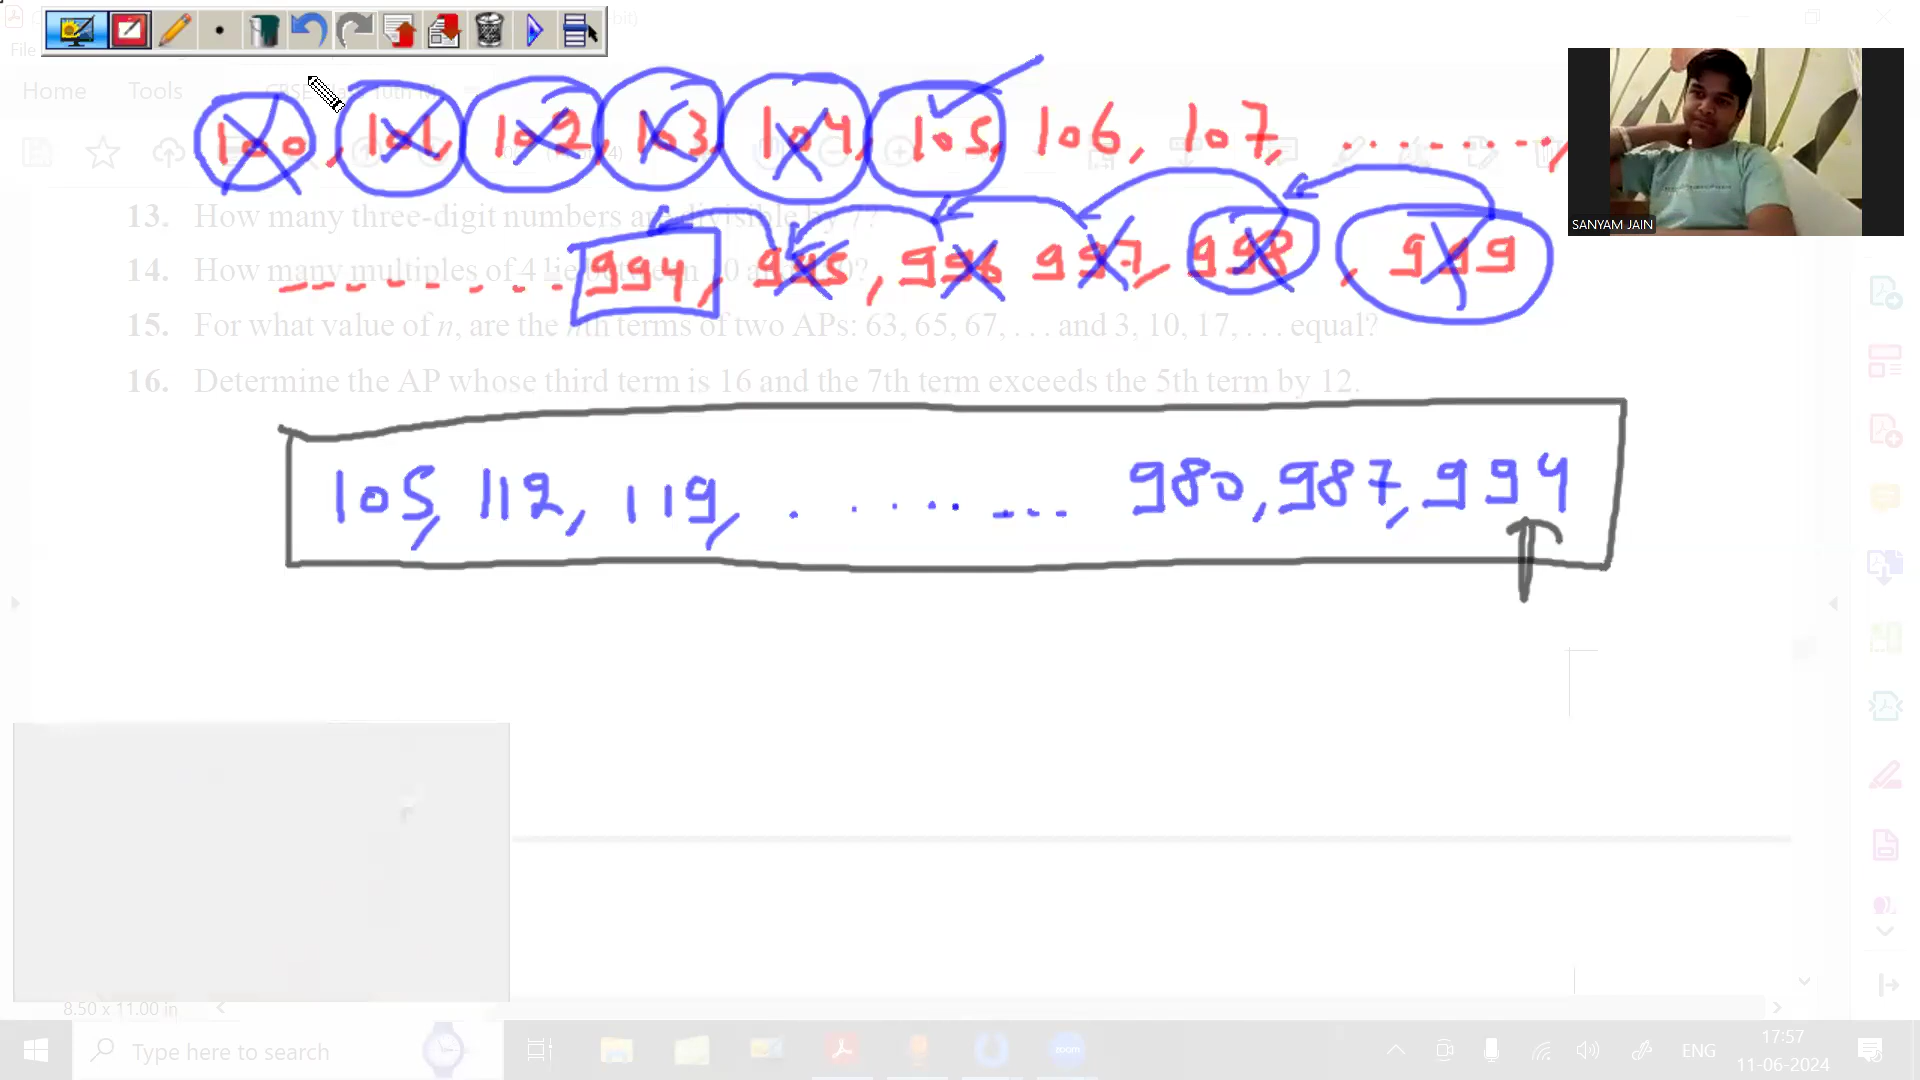 Home Tools
100, 101, 102, 103, 104, 105, 106, 107, ........,
13. How many three-digit numbers are divisible by 7?
--------- 994, 995, 996 997, 998, 999
14. How many multiples of 4 lie between 10 and
15. For what value of n, are the nth terms of two APs: 63, 65, 67, . . . and 3, 10, 17, . . . equal?
16. Determine the AP whose third term is 16 and the 7th term exceeds the 5th term by 12.
105, 112, 119, ......... 980, 987, 994
SANYAM JAIN
8.50 x 11.00 in
Type here to search
zoom
ENG
17:57
11-06-2024